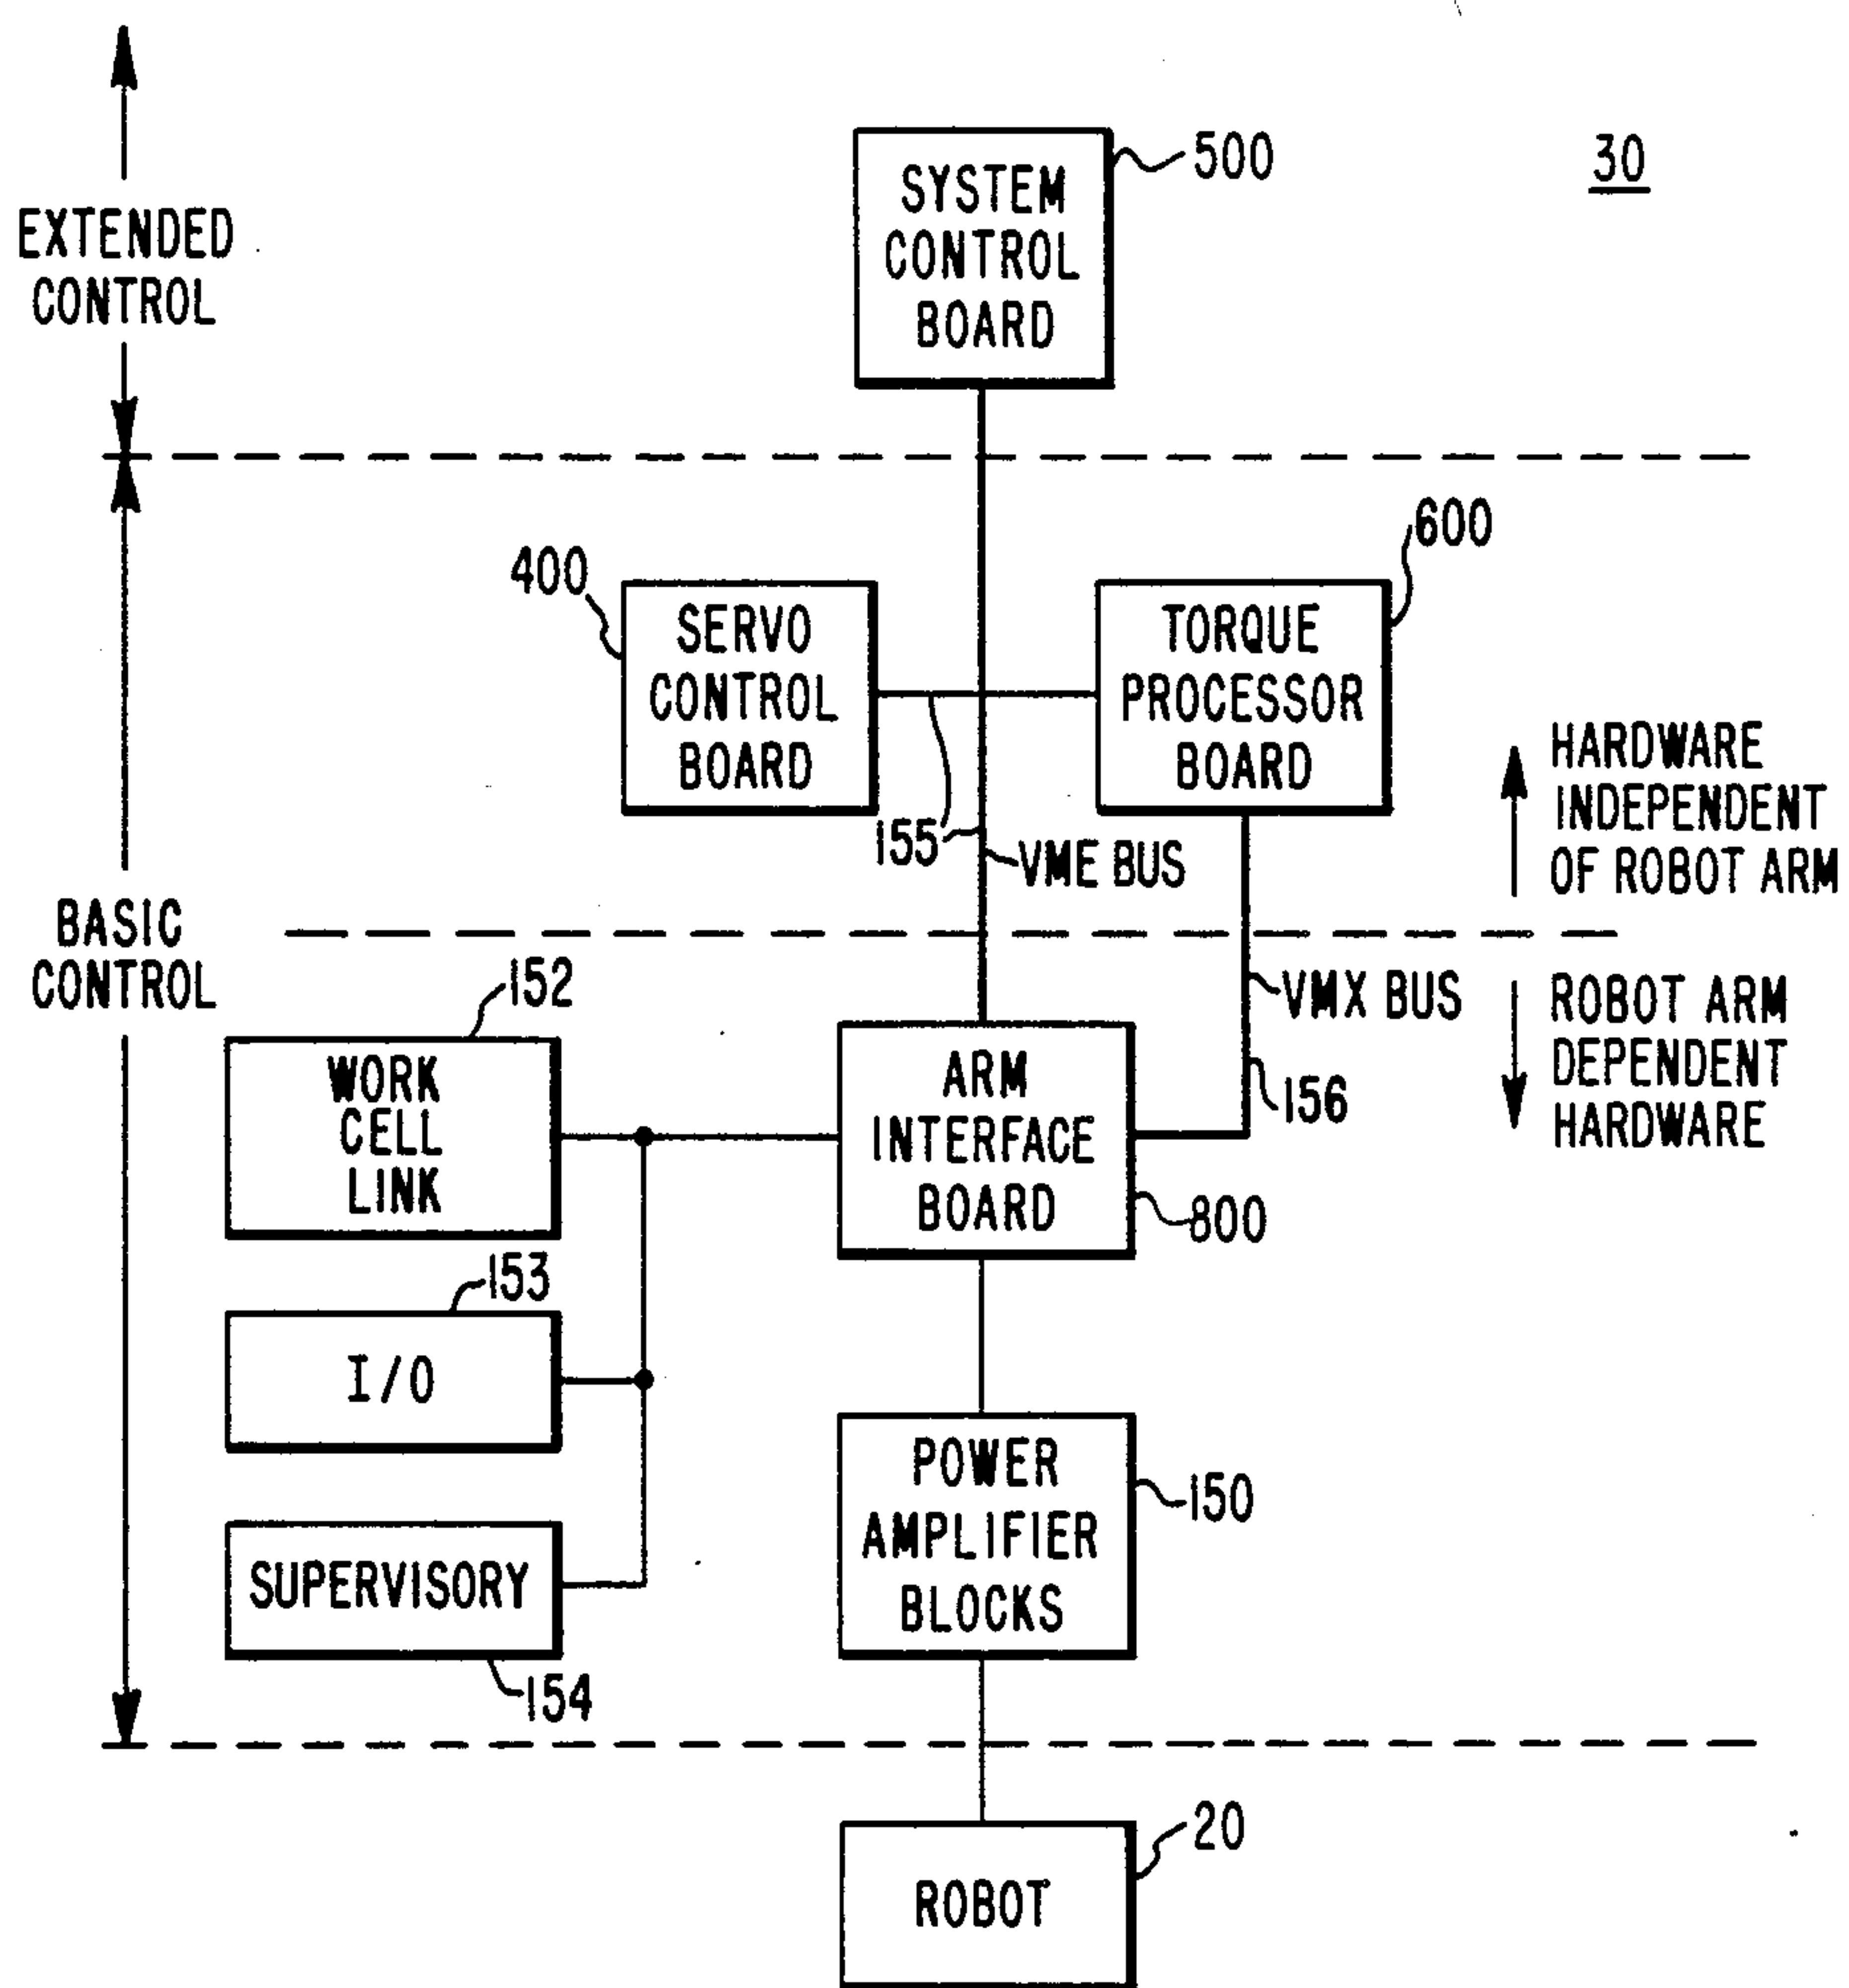 500
30
SYSTEM
CONTROL
BOARD
EXTENDED
CONTROL
600
400
SERVO
CONTROL
BOARD
TORQUE
PROCESSOR
BOARD
155
VME BUS
HARDWARE
INDEPENDENT
OF ROBOT ARM
BASIC
CONTROL
152
VMX BUS
ROBOT ARM
DEPENDENT
HARDWARE
WORK
CELL
LINK
ARM
INTERFACE
BOARD
156
800
153
I/O
POWER
AMPLIFIER
BLOCKS
150
SUPERVISORY
154
20
ROBOT